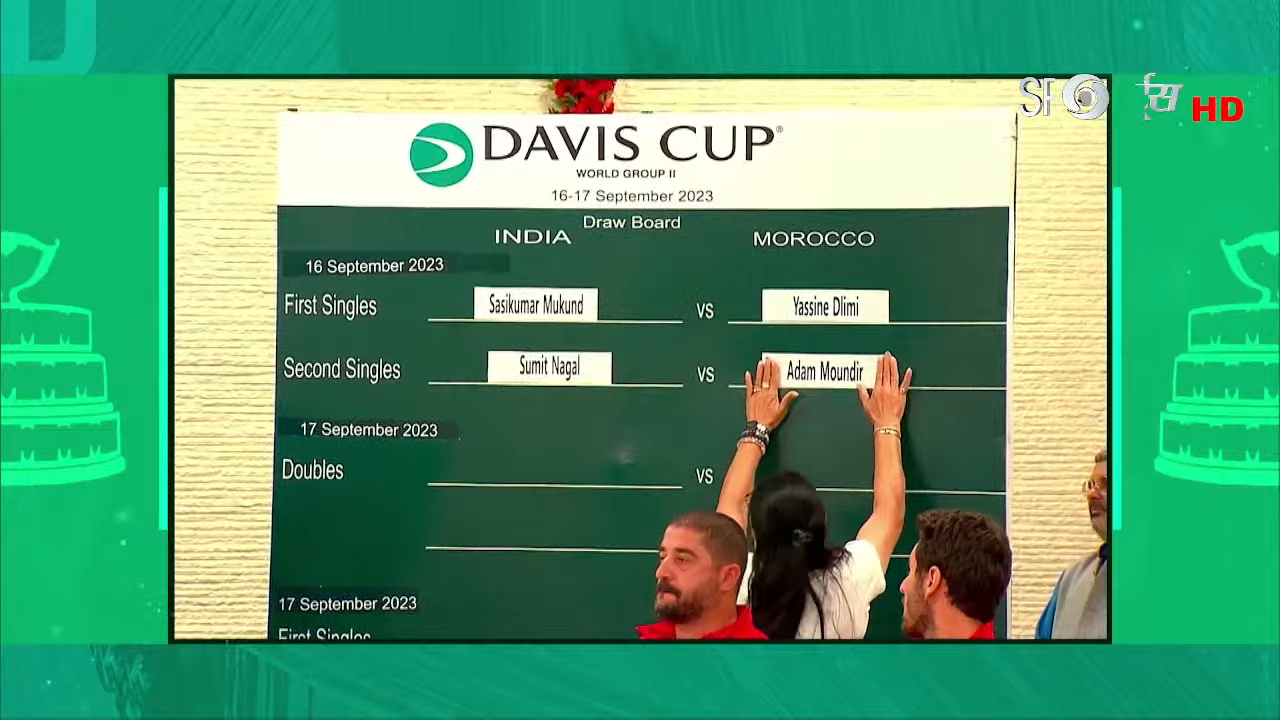 DAVIS CUP®
WORLD GROUP II
16-17 September 2023
Draw Board
INDIA MOROCCO
16 September 2023
First Singles Sasikumar Mukund VS Yassine Dlimi
Second Singles Sumit Nagal VS Adam Moundir
17 September 2023
Doubles VS
17 September 2023
First Singles
स HD